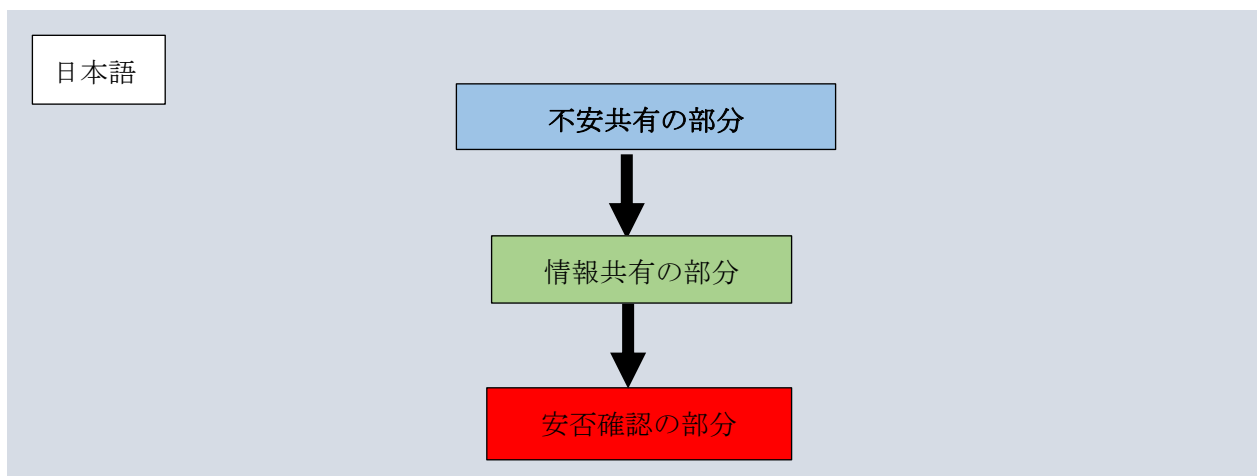 日本語
不安共有の部分
情報共有の部分
安否確認の部分